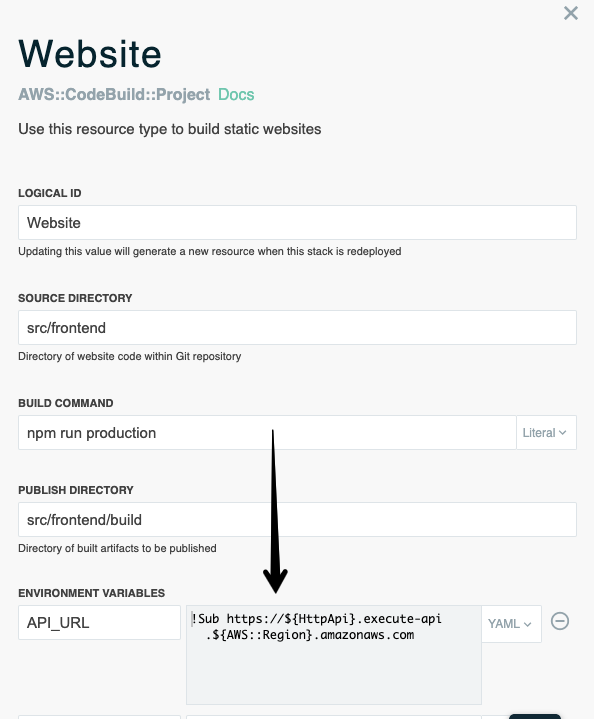 Website
AWS::CodeBuild::Project Docs
Use this resource type to build static websites
LOGICAL ID
Website
Updating this value will generate a new resource when this stack is redeployed
SOURCE DIRECTORY
src/frontend
Directory of website code within Git repository
BUILD COMMAND
npm run production Literal
PUBLISH DIRECTORY
src/frontend/build
Directory of built artifacts to be published
ENVIRONMENT VARIABLES
API_URL !Sub https://${HttpApi}.execute-api YAML
.${AWS::Region}.amazonaws.com